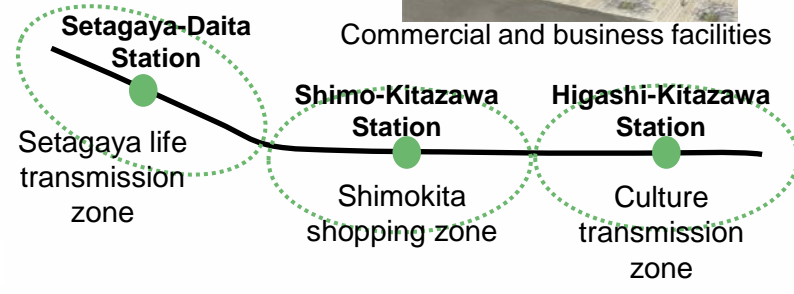 Commercial and business facilities
Setagaya-Daita
Station
Setagaya life
transmission
zone
Shimo-Kitazawa
Station
Shimokita
shopping zone
Higashi-Kitazawa
Station
Culture
transmission
zone